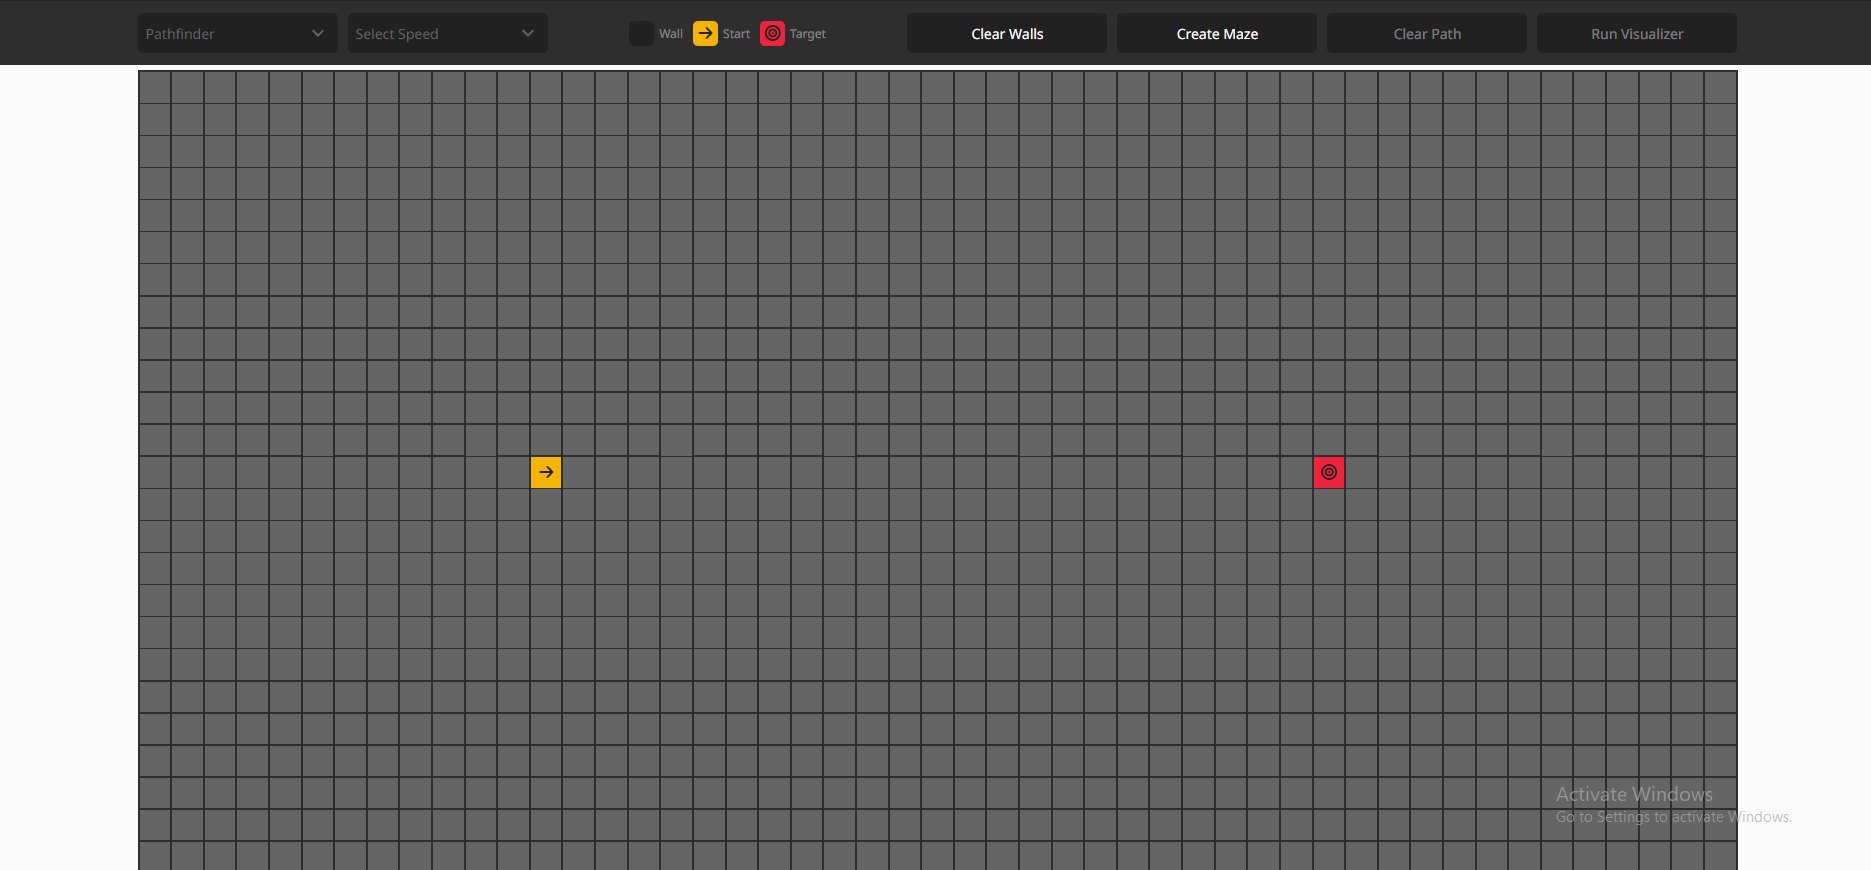 Pathfinder
Select Speed
Wall
Start
Target
Clear Walls
Create Maze
Clear Path
Run Visualizer
Activate Windows
Go to Settings to activate Windows.